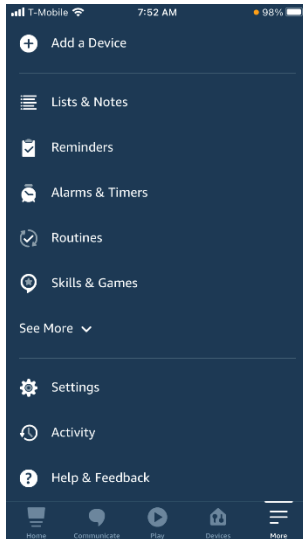 T-Mobile 7:52 AM 98%
Add a Device
Lists & Notes
Reminders
Alarms & Timers
Routines
Skills & Games
See More
Settings
Activity
Help & Feedback
Home Communicate Play Devices More